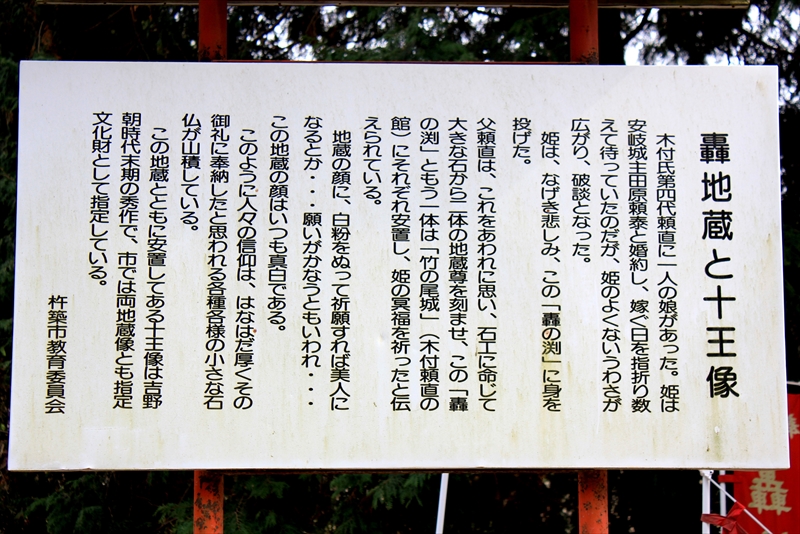 轟地蔵と十王像
木付氏第四代頼直に一人の娘があった。姫は
安岐城主田原頼泰と婚約し、嫁ぐ日を指折り数
えて待っていたのだが、姫のよくないうわさが
広がり、破談となった。
姫は、なげき悲しみ、この「轟の渕」に身を
投げた。
父頼直は、これをあわれに思い、石工に命じて
大きな石から二体の地蔵尊を刻ませ、この「轟
の渕」ともう一体は「竹の尾城」（木付頼直の
館）にそれぞれ安置し、姫の冥福を祈ったと伝
えられている。
地蔵の顔に、白粉をぬって祈願すれば美人に
なるとか・・・願いがかなうともいわれ・・・
この地蔵の顔はいつも真白である。
このように人々の信仰は、はなはだ厚くその
御礼に奉納したと思われる各種各様の小さな石
仏が山積している。
この地蔵とともに安置してある十王像は吉野
朝時代末期の秀作で、市では両地蔵像とも指定
文化財として指定している。
杵築市教育委員会
轟